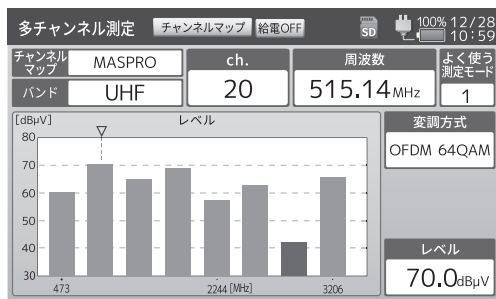 多チャンネル測定 チャンネルマップ 給電OFF SD 100% 12/28 10:59
チャンネルマップ MASPRO ch. 周波数 よく使う測定モード
バンド UHF 20 515.14MHz 1
[dBμV] レベル 変調方式
80
OFDM 64QAM
70
60
50
40 レベル
30 70.0dBμV
473 2244 [MHz] 3206